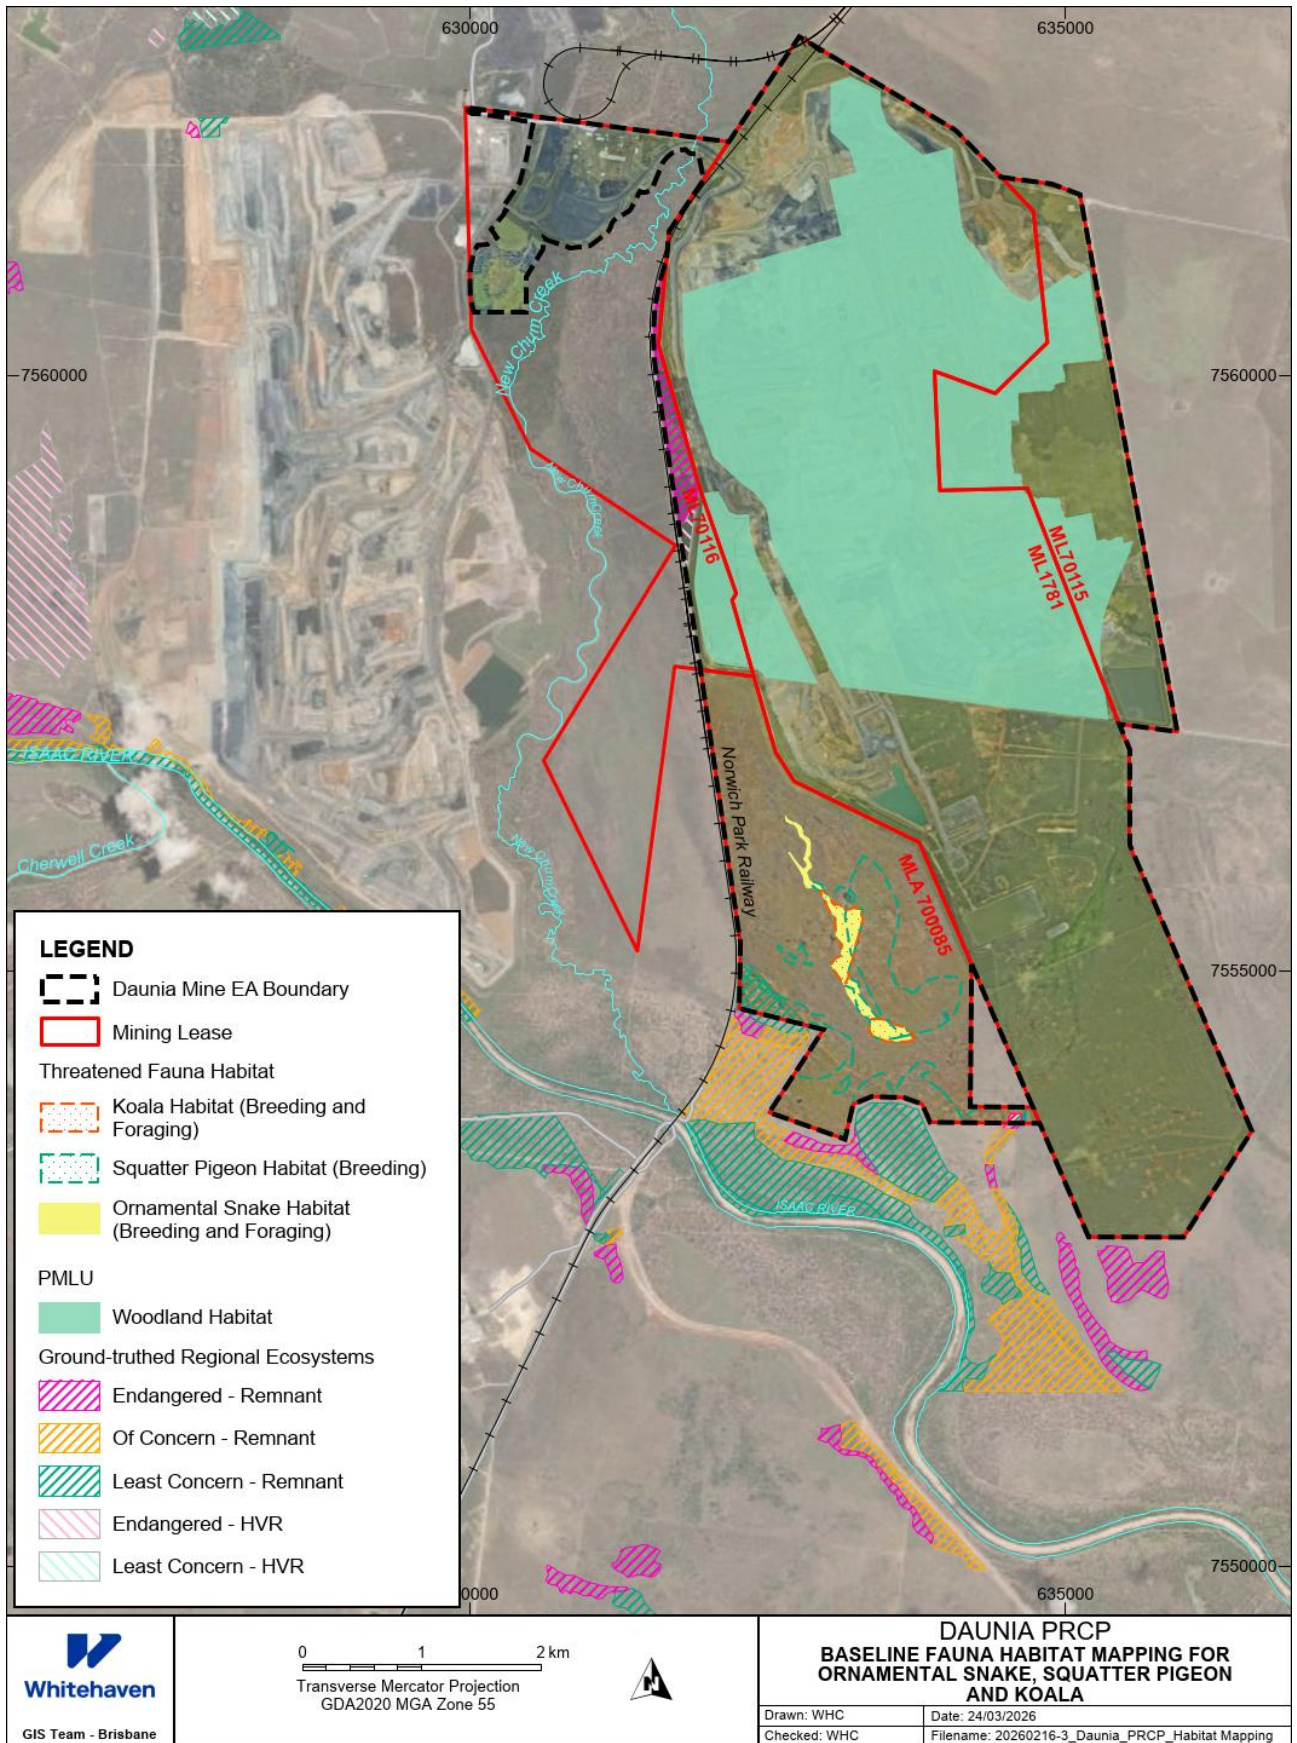 630000
635000
7560000
7560000
New Chum Creek
New Chum Creek
ML70116
ML70115
ML1781
ISAAC RIVER
Cherwell Creek
New Chum Creek
Norwich Park Railway
MLA 700085
7555000
ISAAC RIVER
7550000
635000
LEGEND
Daunia Mine EA Boundary
Mining Lease
Threatened Fauna Habitat
Koala Habitat (Breeding and
Foraging)
Squatter Pigeon Habitat (Breeding)
Ornamental Snake Habitat
(Breeding and Foraging)
PMLU
Woodland Habitat
Ground-truthed Regional Ecosystems
Endangered - Remnant
Of Concern - Remnant
Least Concern - Remnant
Endangered - HVR
Least Concern - HVR
Whitehaven
GIS Team - Brisbane
0 1 2 km
Transverse Mercator Projection
GDA2020 MGA Zone 55
N
DAUNIA PRCP
BASELINE FAUNA HABITAT MAPPING FOR
ORNAMENTAL SNAKE, SQUATTER PIGEON
AND KOALA
Drawn: WHC
Date: 24/03/2026
Checked: WHC
Filename: 20260216-3_Daunia_PRCP_Habitat Mapping